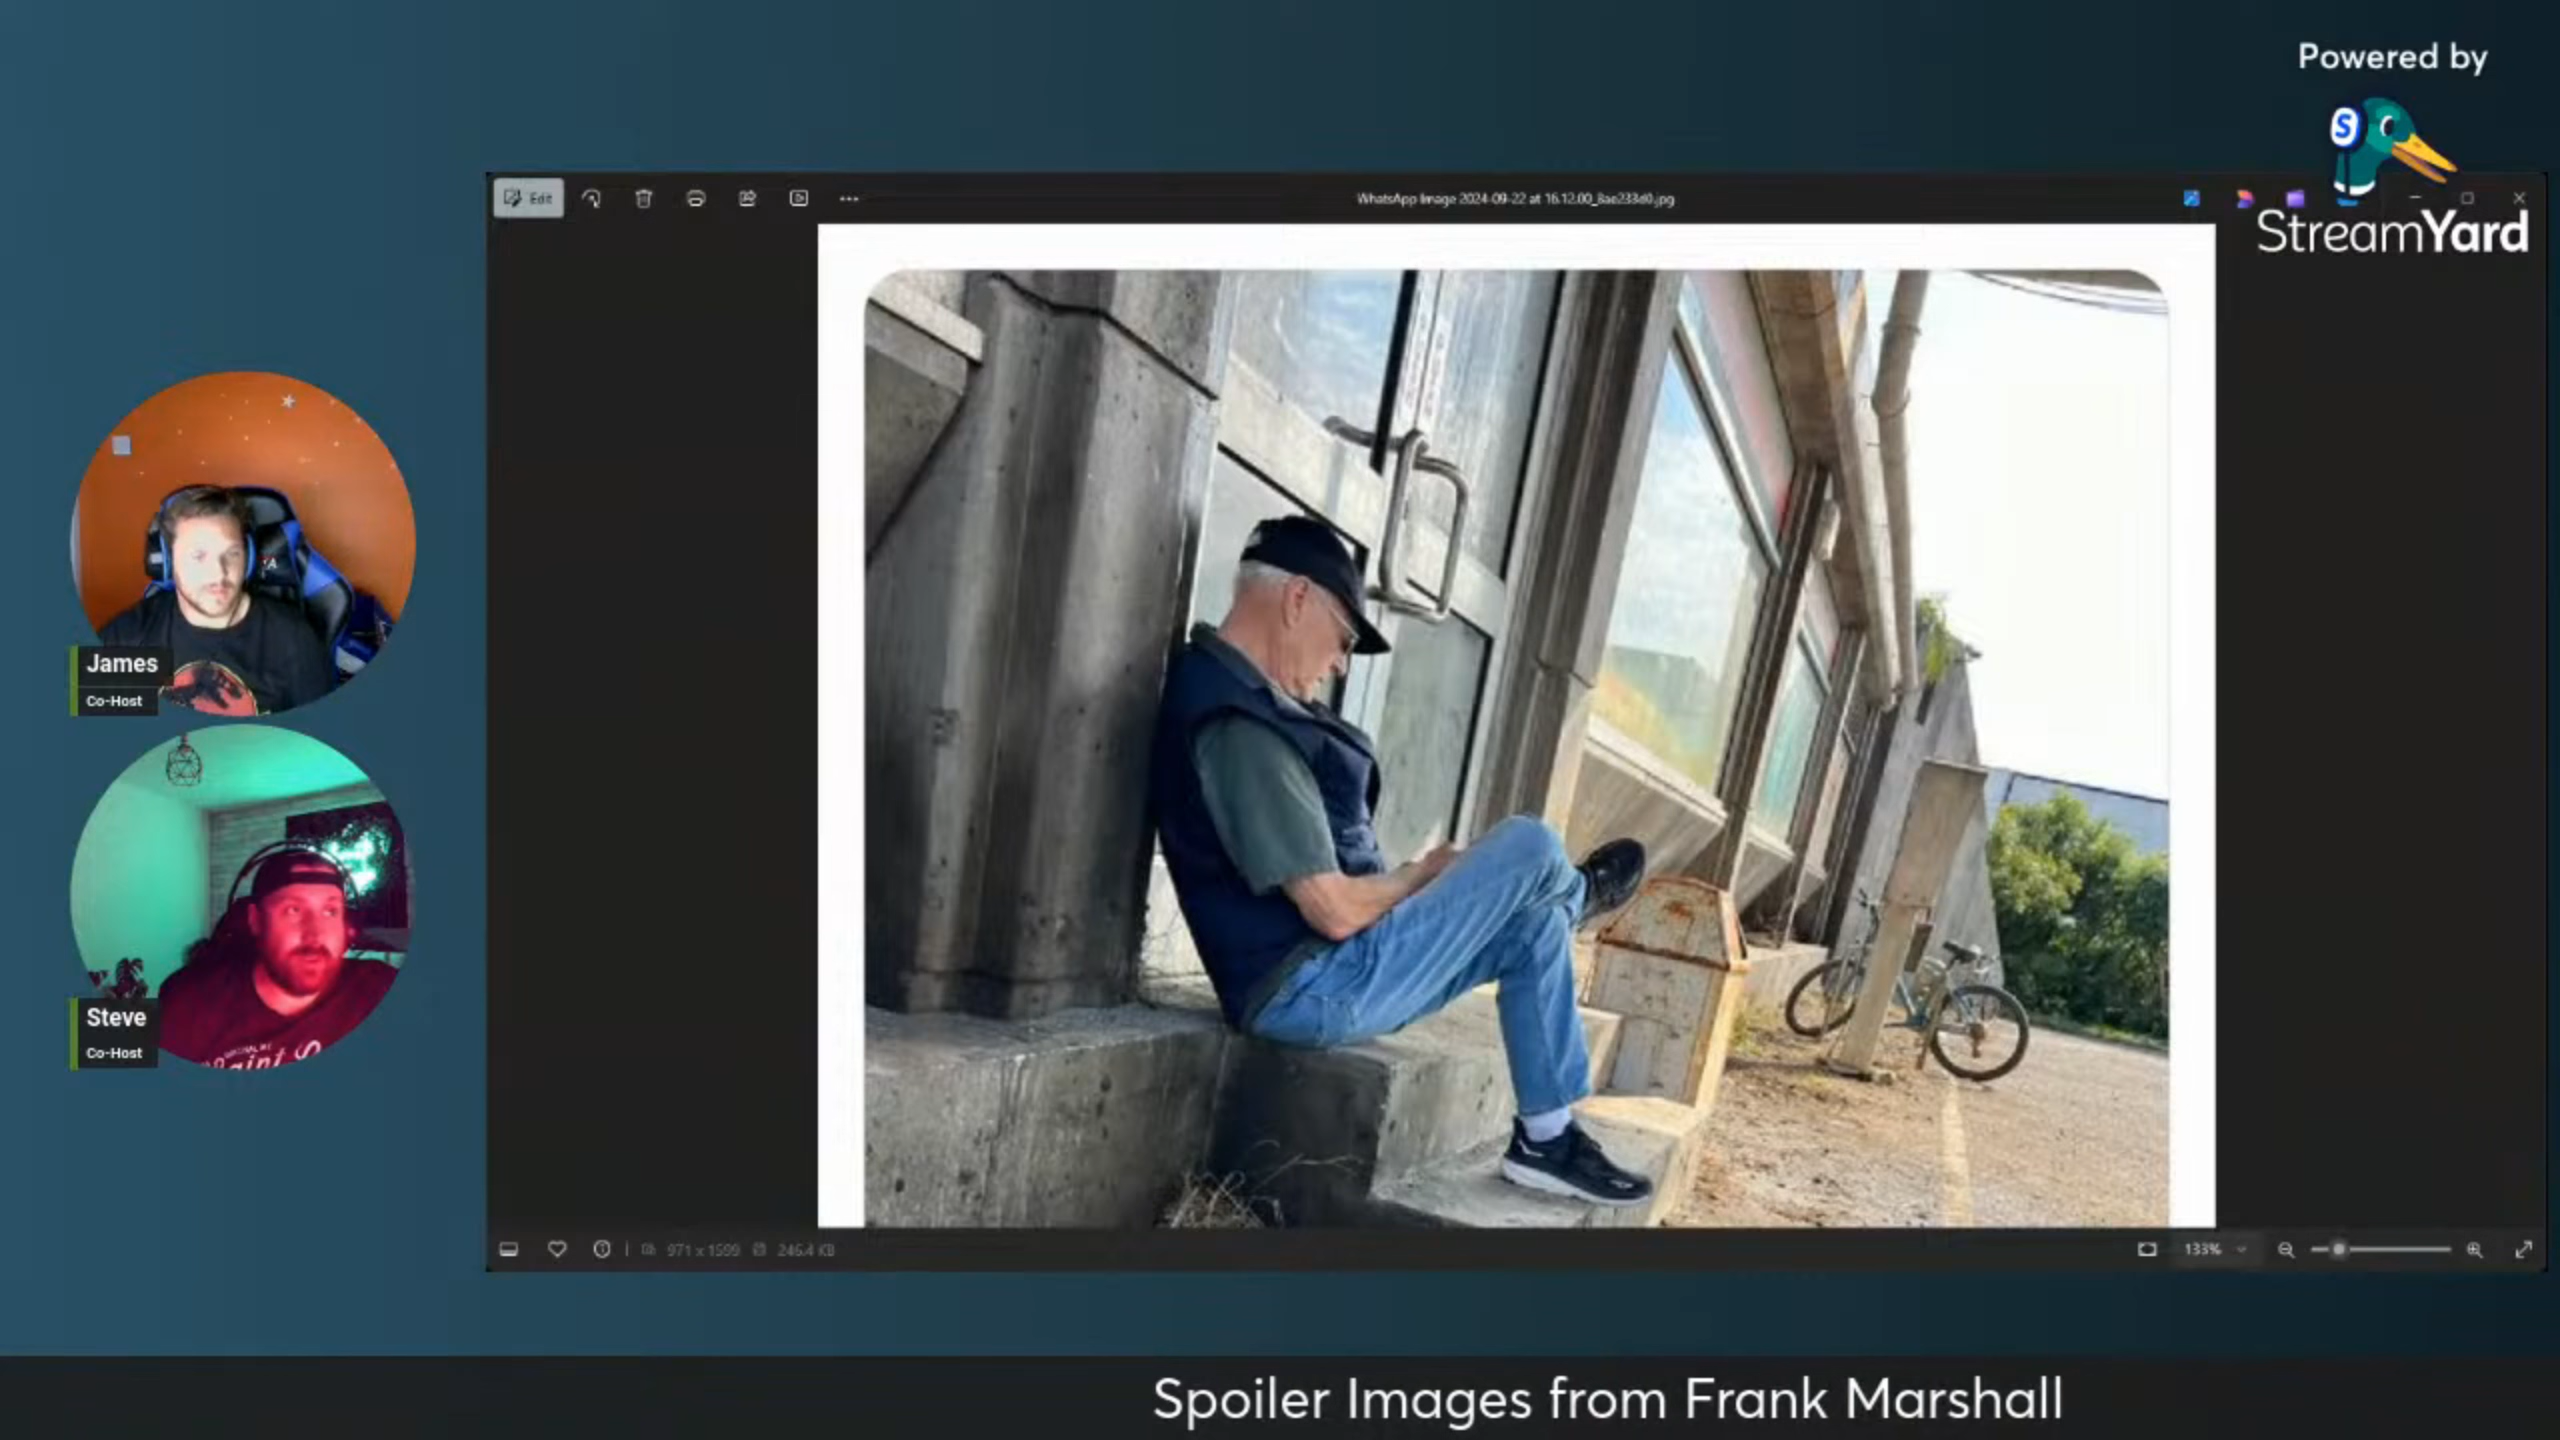 Powered by
StreamYard
Edit
WhatsApp Image 2024-09-22 at 16.12.00_8ae233d0.jpg
James
Co-Host
Steve
Co-Host
971 x 1599
246.4 KB
133%
Spoiler Images from Frank Marshall